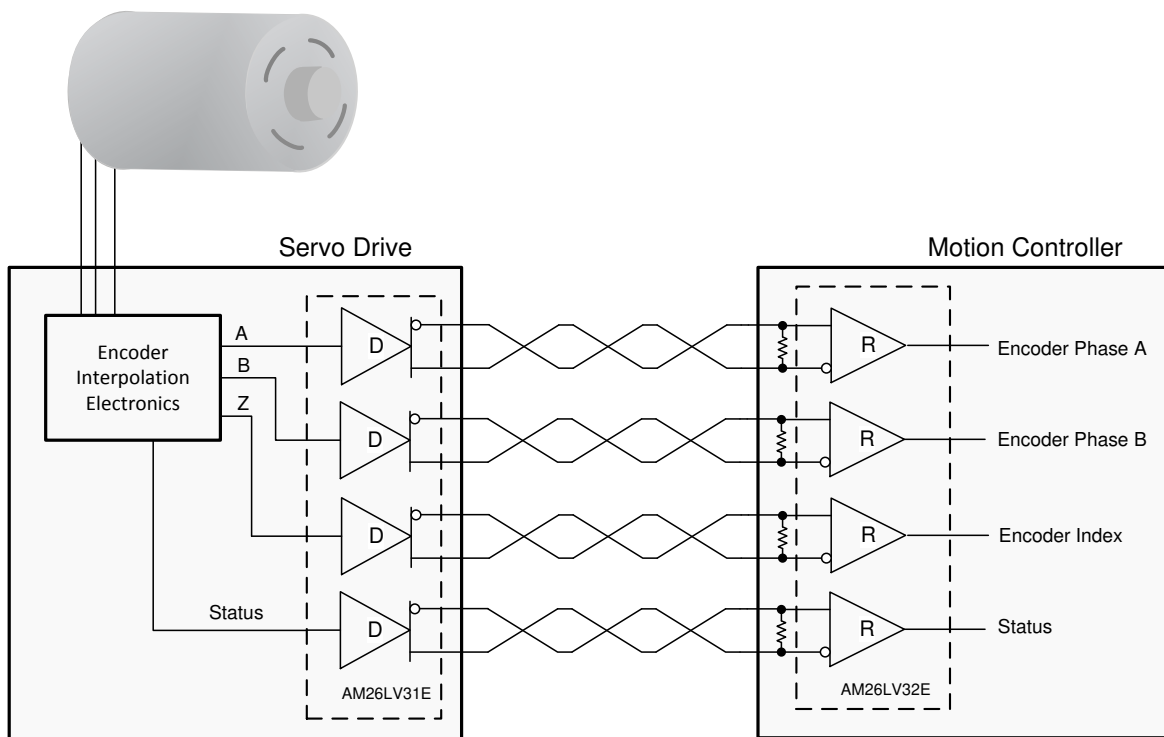 Servo Drive
Motion Controller
Encoder
Interpolation
Electronics
A
B
Z
Status
D
D
D
D
AM26LV31E
R
R
R
R
AM26LV32E
Encoder Phase A
Encoder Phase B
Encoder Index
Status